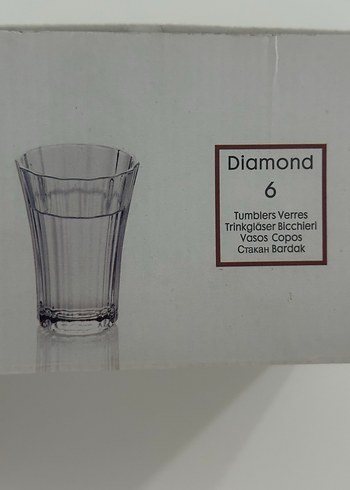 Diamond
6
Tumblers Verres
Trinkgläser Bicchieri
Vasos Copos
Стакан Bardak